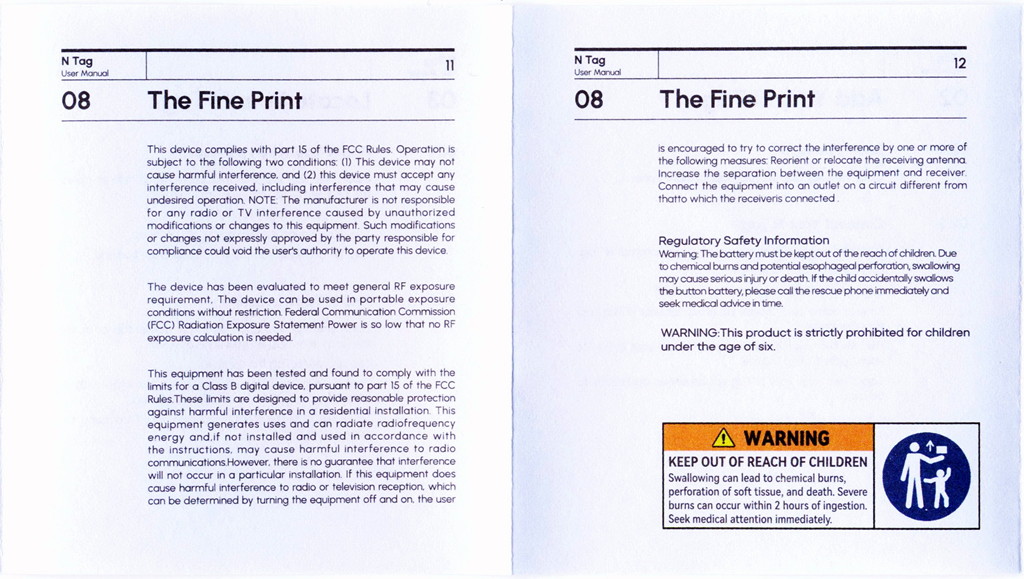 N Tag
User Manual
11
08
The Fine Print
This device complies with part 15 of the FCC Rules. Operation is
subject to the following two conditions: (1) This device may not
cause harmful interference, and (2) this device must accept any
interference received, including interference that may cause
undesired operation. NOTE: The manufacturer is not responsible
for any radio or TV interference caused by unauthorized
modifications or changes to this equipment. Such modifications
or changes not expressly approved by the party responsible for
compliance could void the user's authority to operate this device.
The device has been evaluated to meet general RF exposure
requirement, The device can be used in portable exposure
conditions without restriction. Federal Communication Commission
(FCC) Radiation Exposure Statement Power is so low that no RF
exposure calculation is needed.
This equipment has been tested and found to comply with the
limits for a Class B digital device, pursuant to part 15 of the FCC
Rules.These limits are designed to provide reasonable protection
against harmful interference in a residential installation. This
equipment generates uses and can radiate radiofrequency
energy and,if not installed and used in accordance with
the instructions, may cause harmful interference to radio
communications.However, there is no guarantee that interference
will not occur in a particular installation. If this equipment does
cause harmful interference to radio or television reception, which
can be determined by turning the equipment off and on, the user
N Tag
User Manual
12
08
The Fine Print
is encouraged to try to correct the interference by one or more of
the following measures: Reorient or relocate the receiving antenna.
Increase the separation between the equipment and receiver.
Connect the equipment into an outlet on a circuit different from
thatto which the receiveris connected .
Regulatory Safety Information
Warning: The battery must be kept out of the reach of children. Due
to chemical burns and potential esophageal perforation, swallowing
may cause serious injury or death. If the child accidentally swallows
the button battery, please call the rescue phone immediately and
seek medical advice in time.
WARNING:This product is strictly prohibited for children
under the age of six.
WARNING
KEEP OUT OF REACH OF CHILDREN
Swallowing can lead to chemical burns,
perforation of soft tissue, and death. Severe
burns can occur within 2 hours of ingestion.
Seek medical attention immediately.